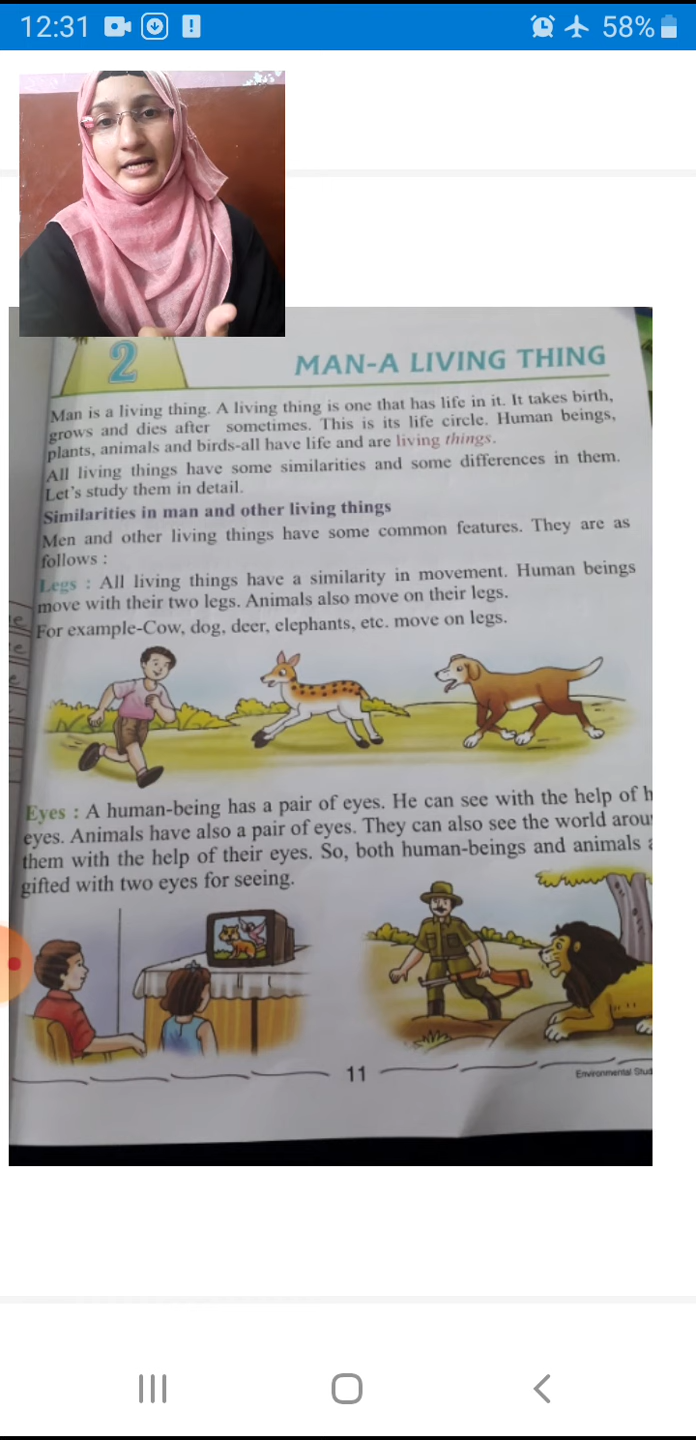 12:31
58%
2
MAN-A LIVING THING
Man is a living thing. A living thing is one that has life in it. It takes birth,
grows and dies after sometimes. This is its life circle. Human beings,
plants, animals and birds-all have life and are living things.
All living things have some similarities and some differences in them.
Let's study them in detail.
Similarities in man and other living things
Men and other living things have some common features. They are as
follows :
Legs : All living things have a similarity in movement. Human beings
move with their two legs. Animals also move on their legs.
For example-Cow, dog, deer, elephants, etc. move on legs.
Eyes : A human-being has a pair of eyes. He can see with the help of h
eyes. Animals have also a pair of eyes. They can also see the world arou
them with the help of their eyes. So, both human-beings and animals a
gifted with two eyes for seeing.
11
Environmental Stud